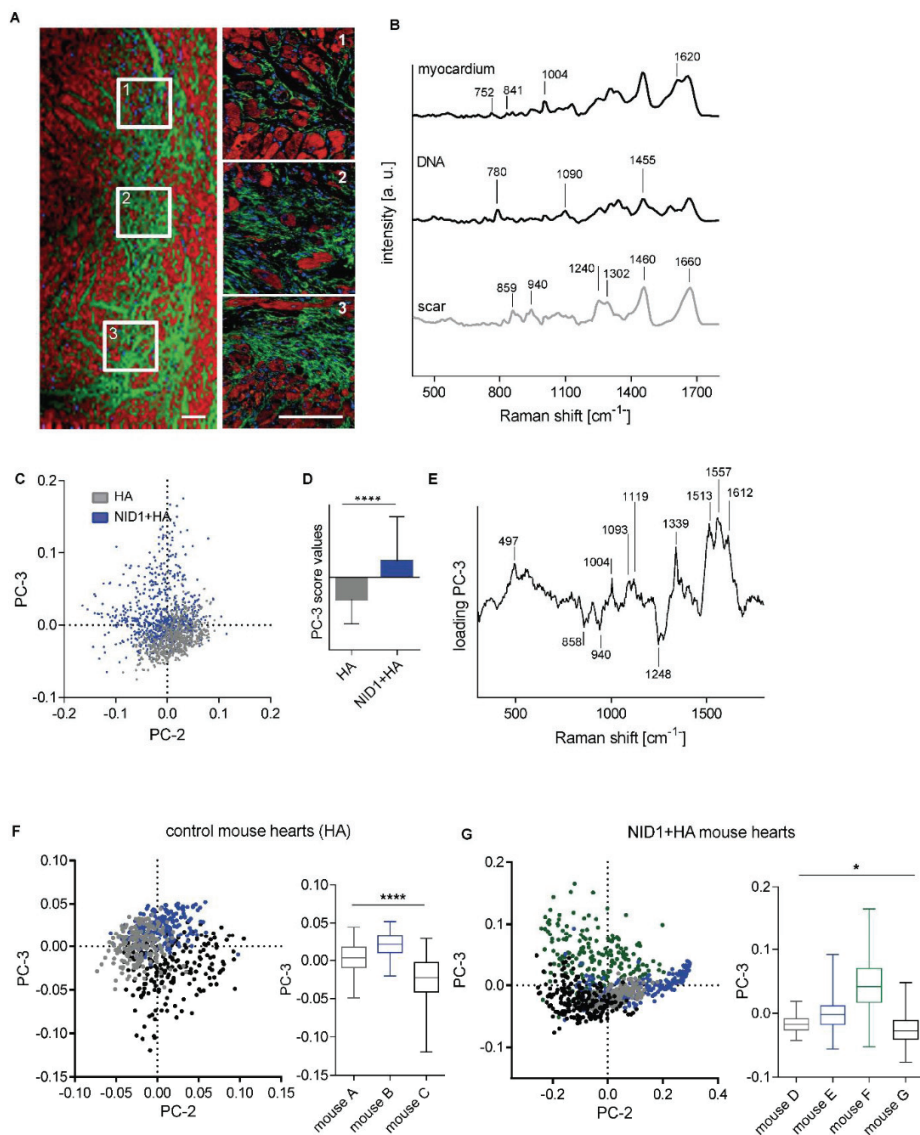 A
1
2
3
1
2
3
B
myocardium
752
841
1004
1620
DNA
780
1090
1455
scar
859
940
1240
1302
1460
1660
intensity [a. u.]
500
800
1100
1400
1700
Raman shift [cm⁻¹⁻]
C
0.2
0.1
0.0
-0.1
-0.2
-0.1
0.0
0.1
0.2
PC-3
PC-2
HA
NID1+HA
D
****
PC-3 score values
HA
NID1+HA
E
497
858
940
1004
1093
1119
1248
1339
1513
1557
1612
loading PC-3
500
1000
1500
Raman shift [cm⁻¹⁻]
F
control mouse hearts (HA)
0.10
0.05
0.00
-0.05
-0.10
-0.15
-0.10
-0.05
0.00
0.05
0.10
0.15
PC-3
PC-2
****
0.10
0.05
0.00
-0.05
-0.10
-0.15
PC-3
mouse A
mouse B
mouse C
G
NID1+HA mouse hearts
0.2
0.1
0.0
-0.1
-0.2
0.0
0.2
0.4
PC-3
PC-2
*
0.2
0.1
0.0
-0.1
PC-3
mouse D
mouse E
mouse F
mouse G